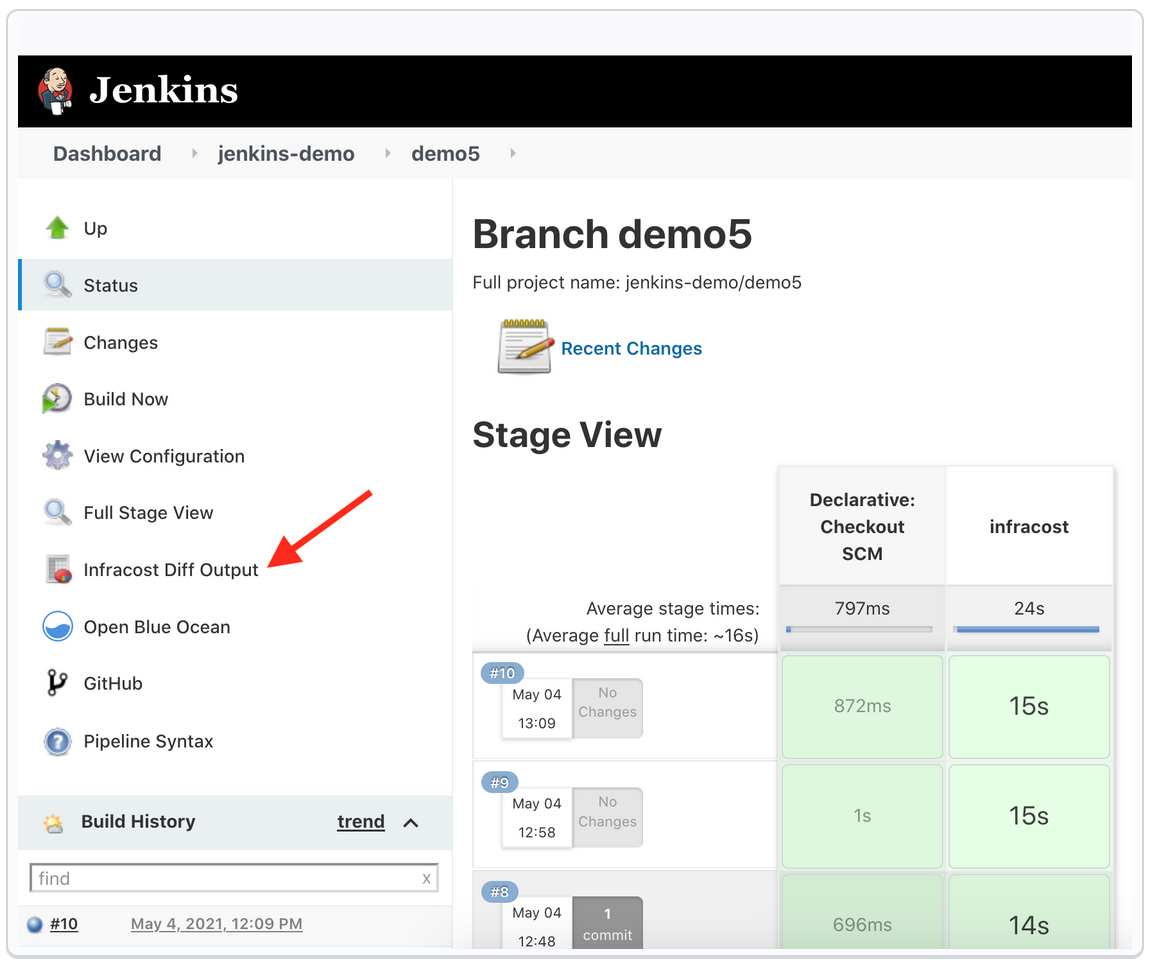 Jenkins
Dashboard jenkins-demo demo5
Up
Status
Changes
Build Now
View Configuration
Full Stage View
Infracost Diff Output
Open Blue Ocean
GitHub
Pipeline Syntax
Build History trend
find x
#10 May 4, 2021, 12:09 PM
Branch demo5
Full project name: jenkins-demo/demo5
Recent Changes
Stage View
Declarative:
Checkout
SCM
infracost
Average stage times:
(Average full run time: ~16s)
797ms
24s
#10
May 04
13:09
No
Changes
872ms
15s
#9
May 04
12:58
No
Changes
1s
15s
#8
May 04
12:48
1
commit
696ms
14s